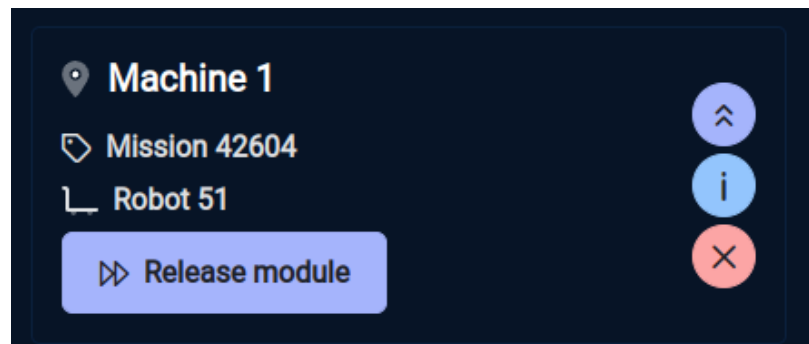 Machine 1
Mission 42604
Robot 51
Release module
i